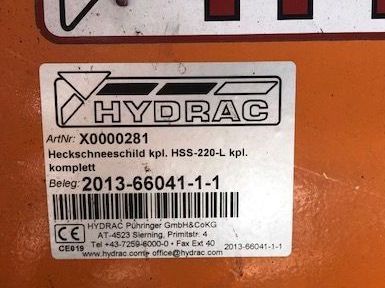 HYDRAC
ArtNr: X0000281
Heckschneeschild kpl. HSS-220-L kpl.
komplett
Beleg: 2013-66041-1-1
HYDRAC Pühringer GmbH&CoKG
AT-4523 Sierning, Primitstr. 4
Tel +43-7259-6000-0 • Fax Ext 40
CE019
2013-66041-1-1
www.hydrac.com • office@hydrac.com